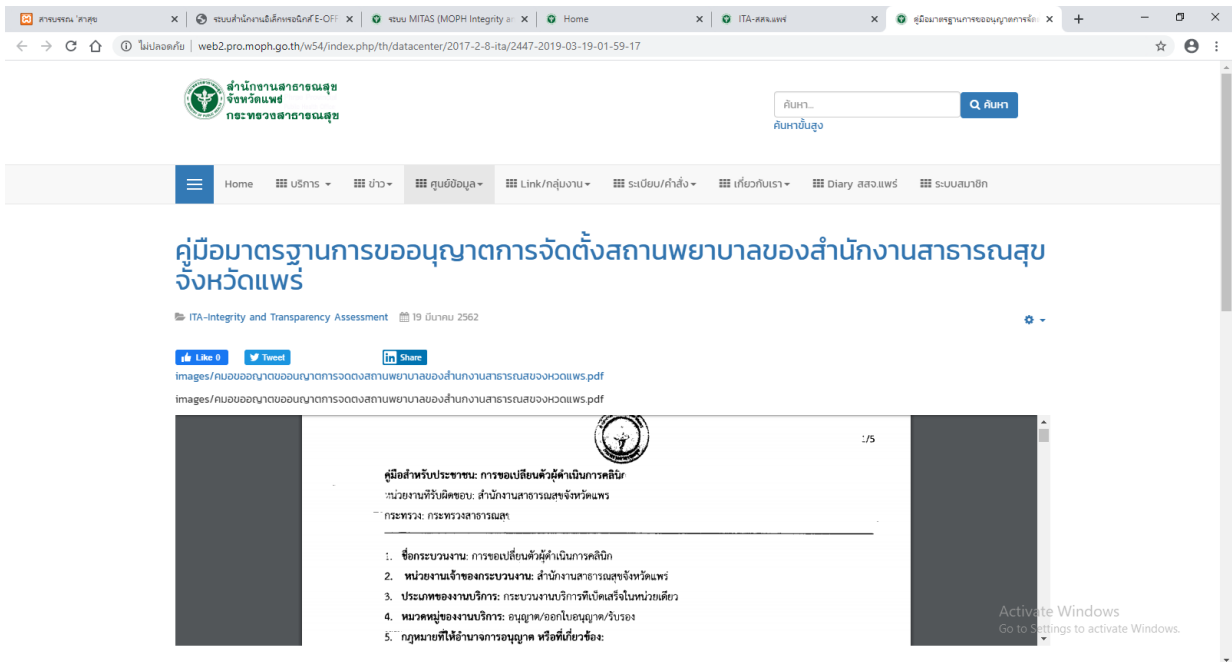 สารบรรณ 'สาสุข
ระบบสำนักงานอิเล็กทรอนิกส์ E-OFF
ระบบ MITAS (MOPH Integrity an
Home
ITA-สสจ.แพร่
คู่มือมาตรฐานการขออนุญาตการจัด
ไม่ปลอดภัย | web2.pro.moph.go.th/w54/index.php/th/datacenter/2017-2-8-ita/2447-2019-03-19-01-59-17
สำนักงานสาธารณสุข
จังหวัดแพร่
กระทรวงสาธารณสุข
ค้นหา...
ค้นหา
ค้นหาขั้นสูง
Home บริการ ข่าว ศูนย์ข้อมูล Link/กลุ่มงาน ระเบียบ/คำสั่ง เกี่ยวกับเรา Diary สสจ.แพร่ ระบบสมาชิก
คู่มือมาตรฐานการขออนุญาตการจัดตั้งสถานพยาบาลของสำนักงานสาธารณสุข
จังหวัดแพร่
ITA-Integrity and Transparency Assessment 19 มีนาคม 2562
Like 0 Tweet Share
images/คมอขออญาตขออนญาตการจดตงสถานพยาบาลของสำนกงานสาธารณสขจงหวดแพร.pdf
images/คมอขออญาตขออนญาตการจดตงสถานพยาบาลของสำนกงานสาธารณสขจงหวดแพร.pdf
1/5
คู่มือสำหรับประชาชน: การขอเปลี่ยนตัวผู้ดำเนินการคลินิก
หน่วยงานที่รับผิดชอบ: สำนักงานสาธารณสุขจังหวัดแพร่
กระทรวง: กระทรวงสาธารณสุข
1. ชื่อกระบวนงาน: การขอเปลี่ยนตัวผู้ดำเนินการคลินิก
2. หน่วยงานเจ้าของกระบวนงาน: สำนักงานสาธารณสุขจังหวัดแพร่
3. ประเภทของงานบริการ: กระบวนงานบริการที่เบ็ดเสร็จในหน่วยเดียว
4. หมวดหมู่ของงานบริการ: อนุญาต/ออกใบอนุญาต/รับรอง
5. กฎหมายที่ให้อำนาจการอนุญาต หรือที่เกี่ยวข้อง:
Activate Windows
Go to Settings to activate Windows.